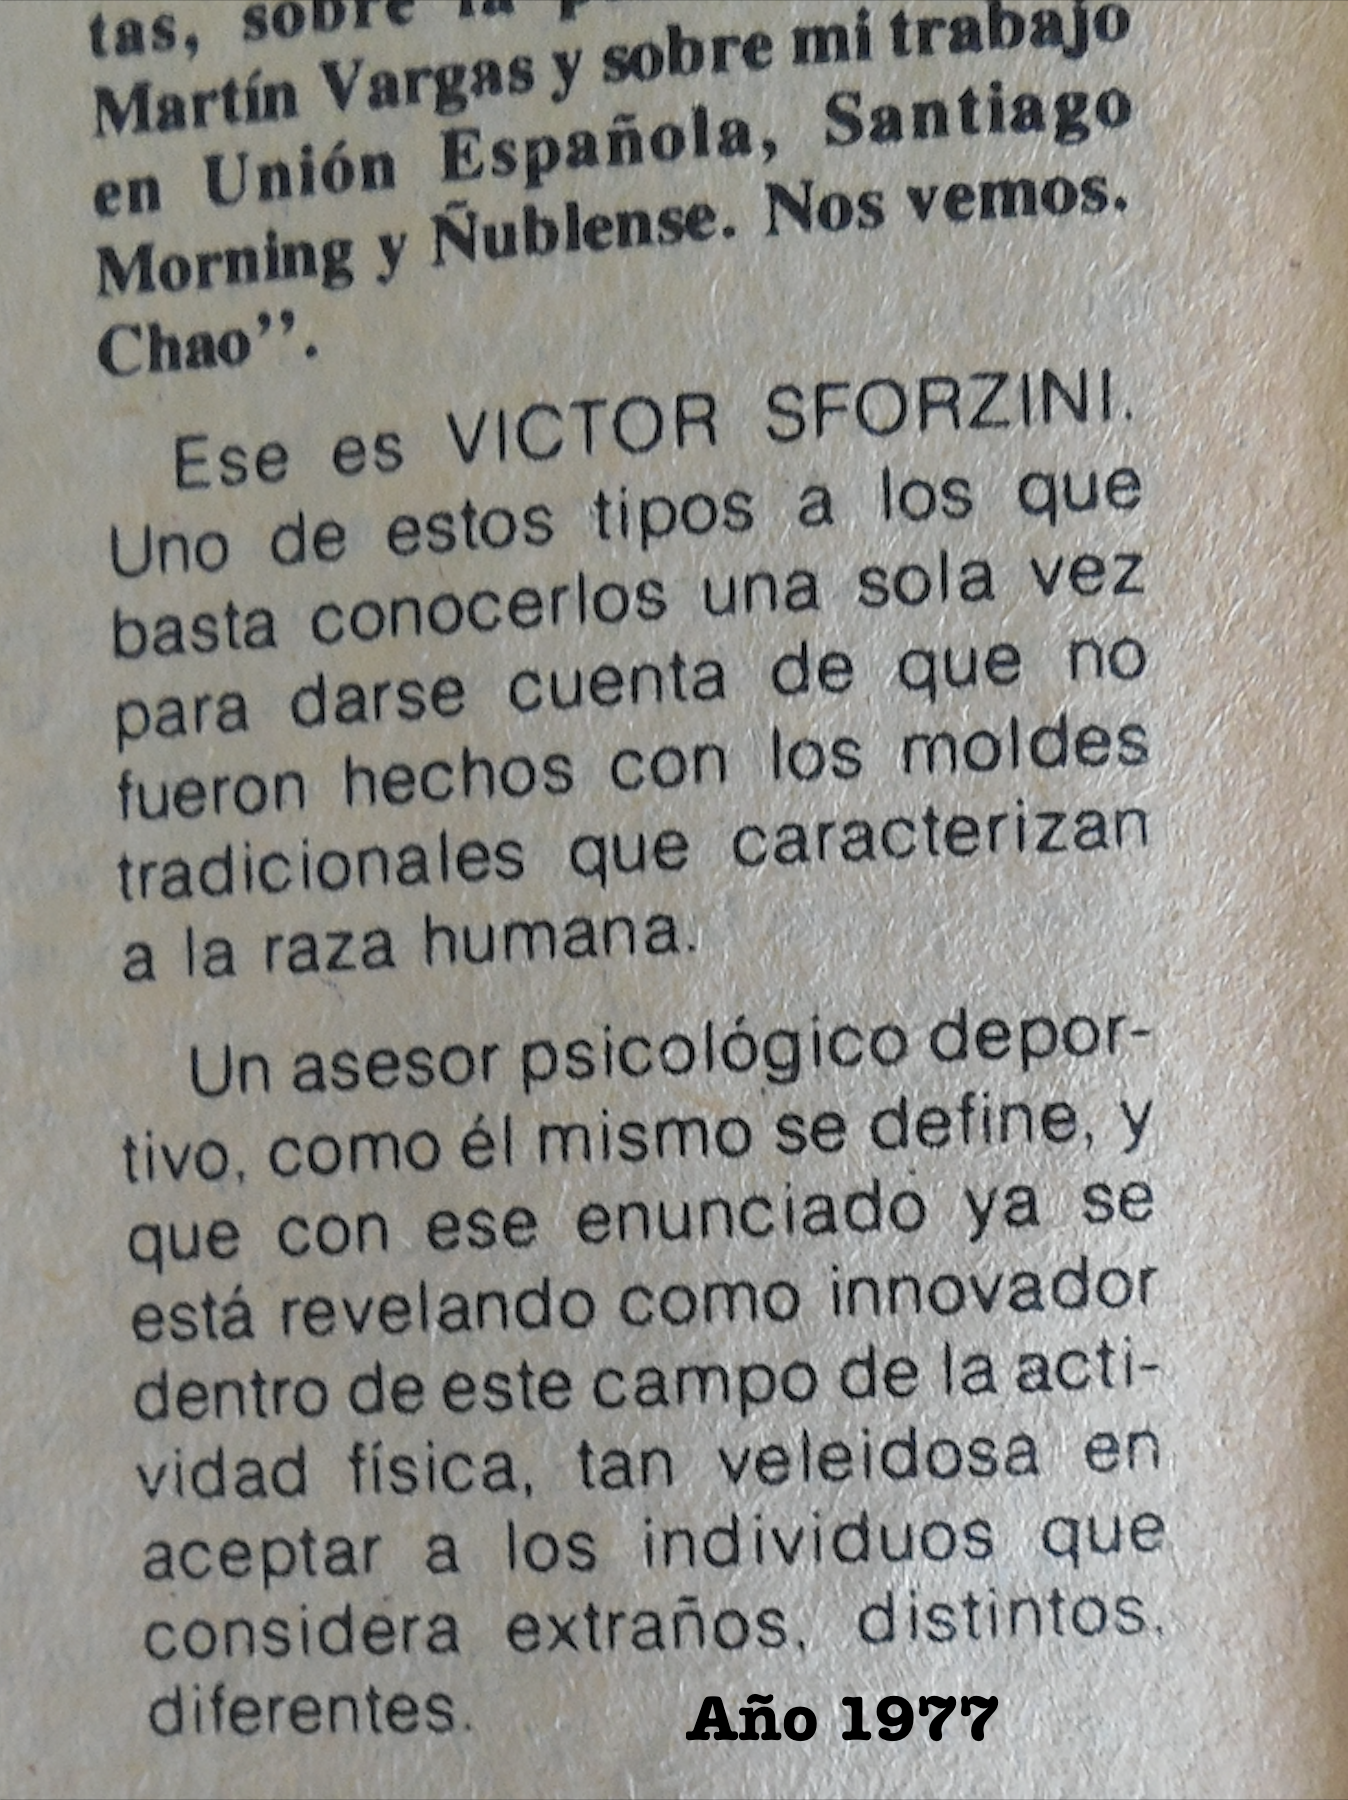 tas, sobre la
Martín Vargas y sobre mi trabajo
en Unión Española, Santiago
Morning y Ñublense. Nos vemos.
Chao”.
Ese es VICTOR SFORZINI.
Uno de estos tipos a los que
basta conocerlos una sola vez
para darse cuenta de que no
fueron hechos con los moldes
tradicionales que caracterizan
a la raza humana.
Un asesor psicológico depor-
tivo, como él mismo se define, y
que con ese enunciado ya se
está revelando como innovador
dentro de este campo de la acti-
vidad física, tan veleidosa en
aceptar a los individuos que
considera extraños, distintos,
diferentes.
Año 1977